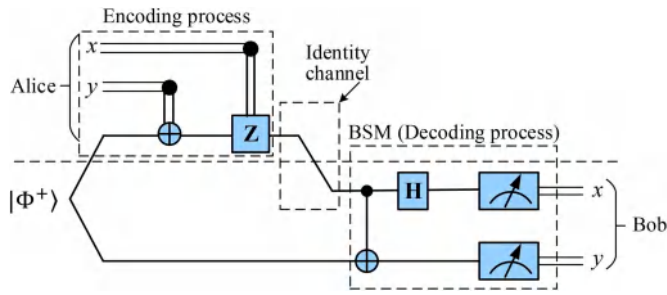 Encoding process
x
Identity
channel
Alice
y
Z
BSM (Decoding process)
|Φ⁺⟩
H
x
Bob
y